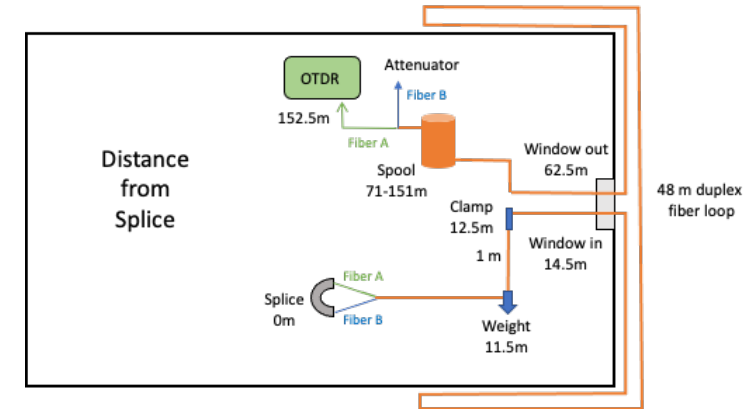 OTDR
Attenuator
Fiber B
152.5m
Fiber A
Distance
from
Splice
Spool
71-151m
Window out
62.5m
48 m duplex
fiber loop
Clamp
12.5m
1 m
Window in
14.5m
Splice
0m
Fiber A
Fiber B
Weight
11.5m